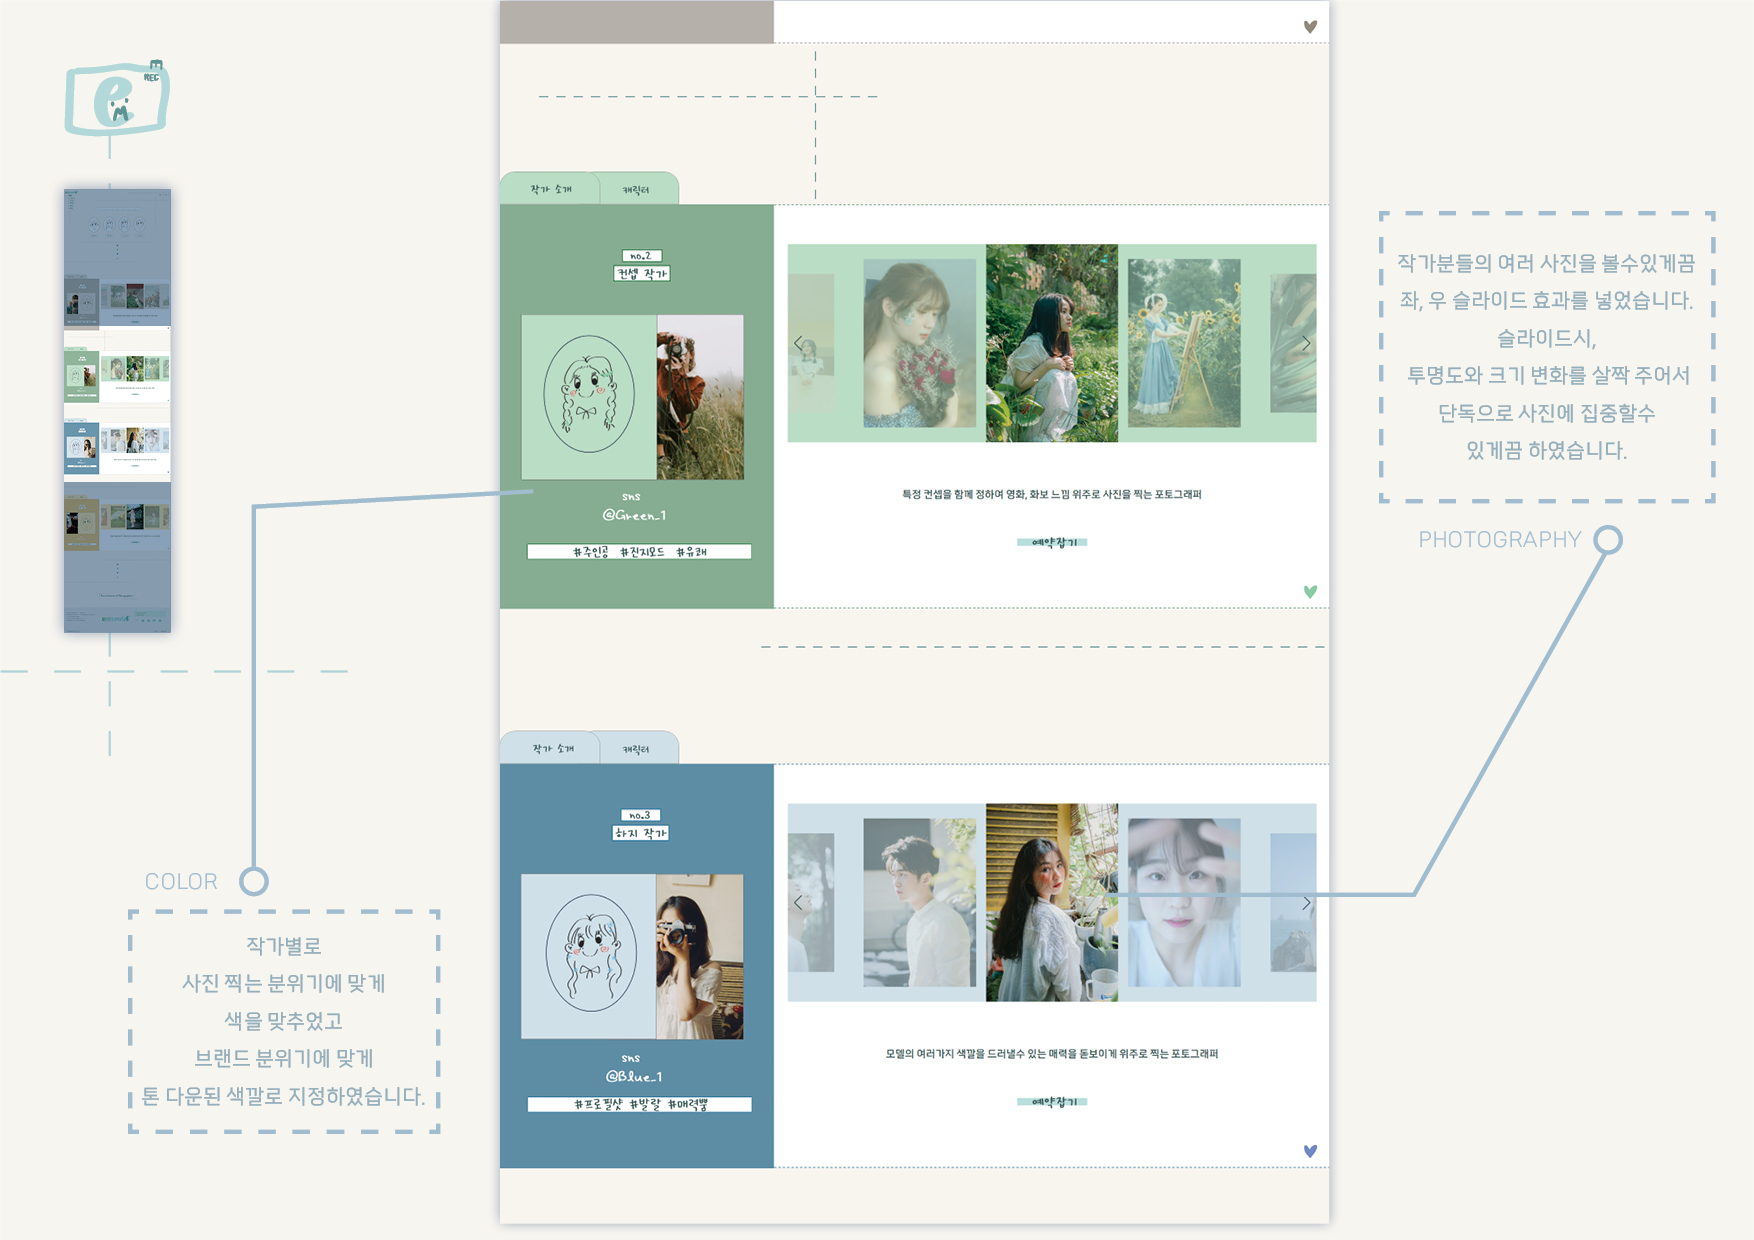 REC
e
M
작가 소개
캐릭터
no.2
컨셉 작가
sns
@Green_1
#주인공 #진지모드 #유쾌
특정 컨셉을 함께 정하여 영화, 화보 느낌 위주로 사진을 찍는 포토그래퍼
예약잡기
작가 소개
캐릭터
no.3
하지 작가
sns
@Blue_1
#프로필샷 #발랄 #매력뿜
모델의 여러가지 색깔을 드러낼수 있는 매력을 돋보이게 위주로 찍는 포토그래퍼
예약잡기
작가분들의 여러 사진을 볼수있게끔
좌, 우 슬라이드 효과를 넣었습니다.
슬라이드시,
투명도와 크기 변화를 살짝 주어서
단독으로 사진에 집중할수
있게끔 하였습니다.
PHOTOGRAPHY
COLOR
작가별로
사진 찍는 분위기에 맞게
색을 맞추었고
브랜드 분위기에 맞게
톤 다운된 색깔로 지정하였습니다.